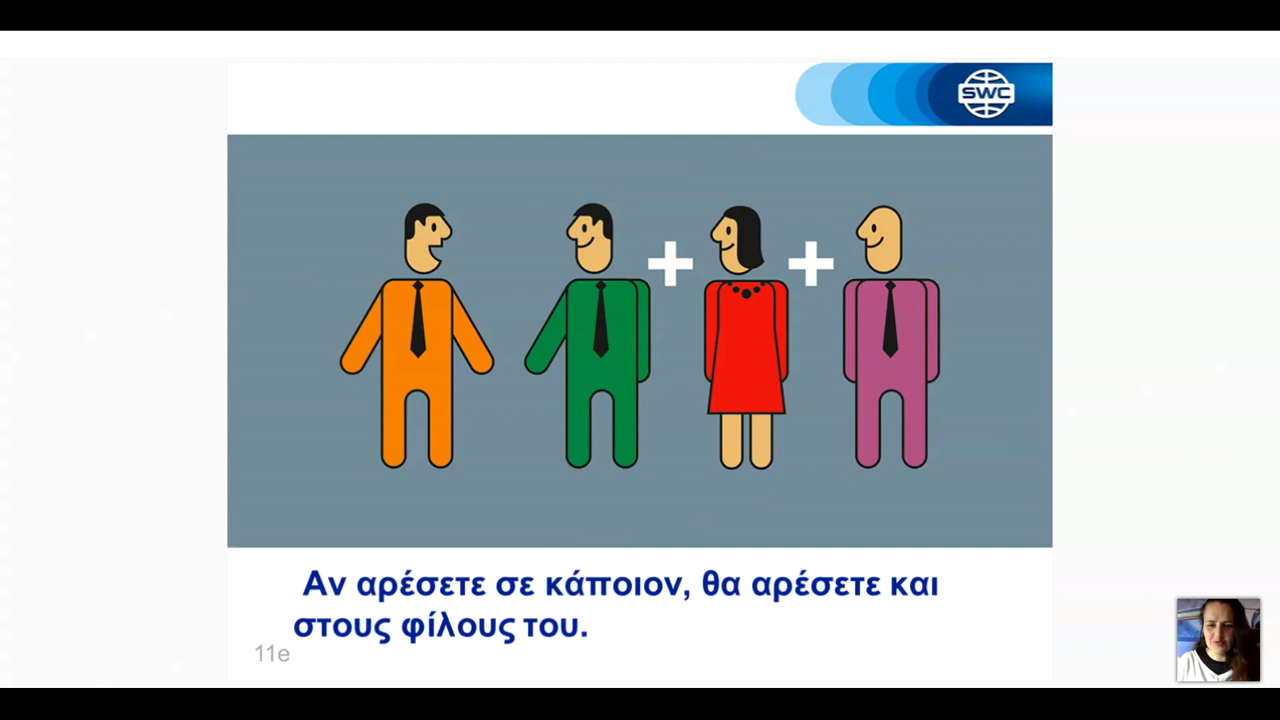 SWC
Αν αρέσετε σε κάποιον, θα αρέσετε και
στους φίλους του.
11e